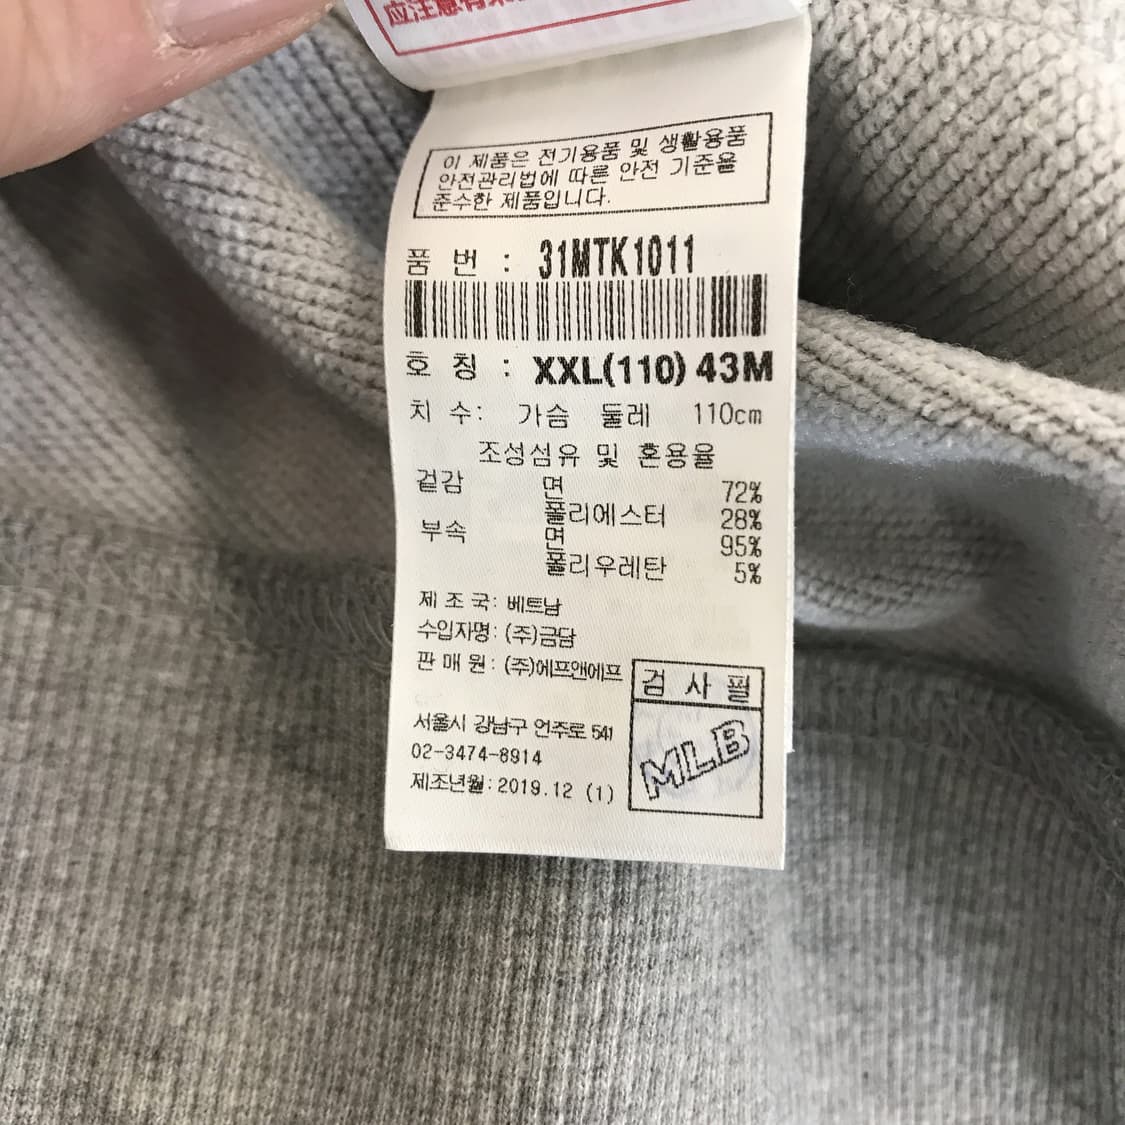 应注意有
이 제품은 전기용품 및 생활용품
안전관리법에 따른 안전 기준을
준수한 제품입니다.
품 번 : 31MTK1011
호 칭 : XXL(110) 43M
치 수: 가슴 둘레 110cm
조성섬유 및 혼용율
겉감 면 72%
폴리에스터 28%
부속 면 95%
폴리우레탄 5%
제 조 국: 베트남
수입자명: (주)금담
판 매 원: (주)에프앤에프
서울시 강남구 언주로 541
02-3474-8914
제조년월: 2019.12 (1)
검 사 필
MLB